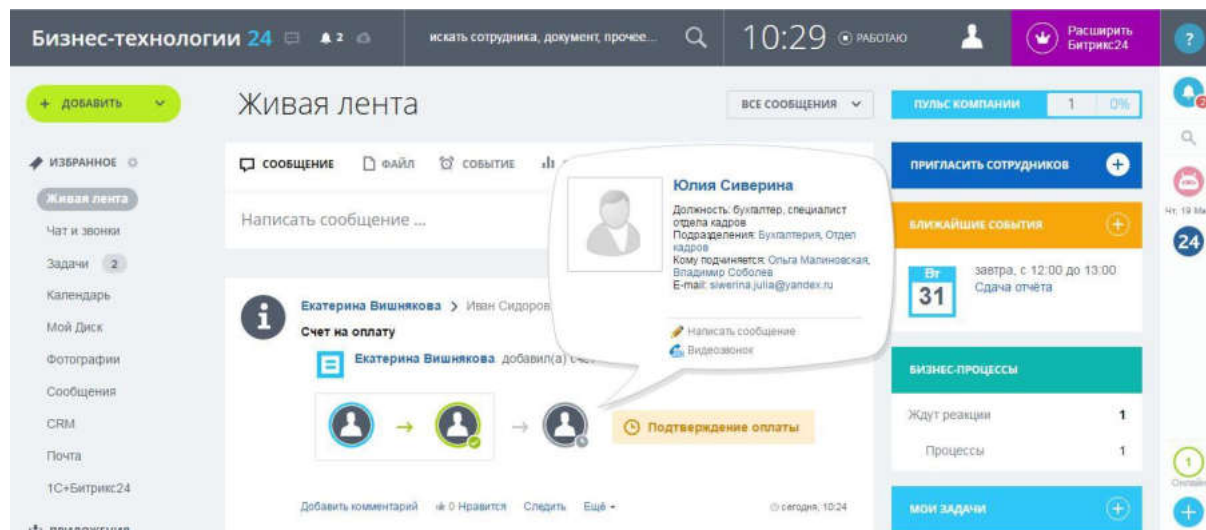 Бизнес-технологии 24
2
искать сотрудника, документ, прочее...
10:29
РАБОТАЮ
Расширить
Битрикс24
?
+ ДОБАВИТЬ
ИЗБРАННОЕ
Живая лента
Чат и звонки
Задачи 2
Календарь
Мой Диск
Фотографии
Сообщения
CRM
Почта
1С+Битрикс24
Живая лента
ВСЕ СООБЩЕНИЯ
СООБЩЕНИЕ
ФАЙЛ
СОБЫТИЕ
Написать сообщение ...
Екатерина Вишнякова > Иван Сидоров
Счет на оплату
Екатерина Вишнякова добавил(а)
Подтверждение оплаты
Добавить комментарий
0 Нравится
Следить
Ещё
сегодня, 10:24
Юлия Сиверина
Должность: бухгалтер, специалист
отдела кадров
Подразделения: Бухгалтерия, Отдел
кадров
Кому подчиняется: Ольга Малиновская,
Владимир Соболев
E-mail: siwerina.julia@yandex.ru
Написать сообщение
Видеозвонок
ПУЛЬС КОМПАНИИ 1 0%
ПРИГЛАСИТЬ СОТРУДНИКОВ
БЛИЖАЙШИЕ СОБЫТИЯ
Вт
31
завтра, с 12:00 до 13:00
Сдача отчёта
БИЗНЕС-ПРОЦЕССЫ
Ждут реакции 1
Процессы 1
МОИ ЗАДАЧИ
2
Чт, 19
24
1
Онлайн